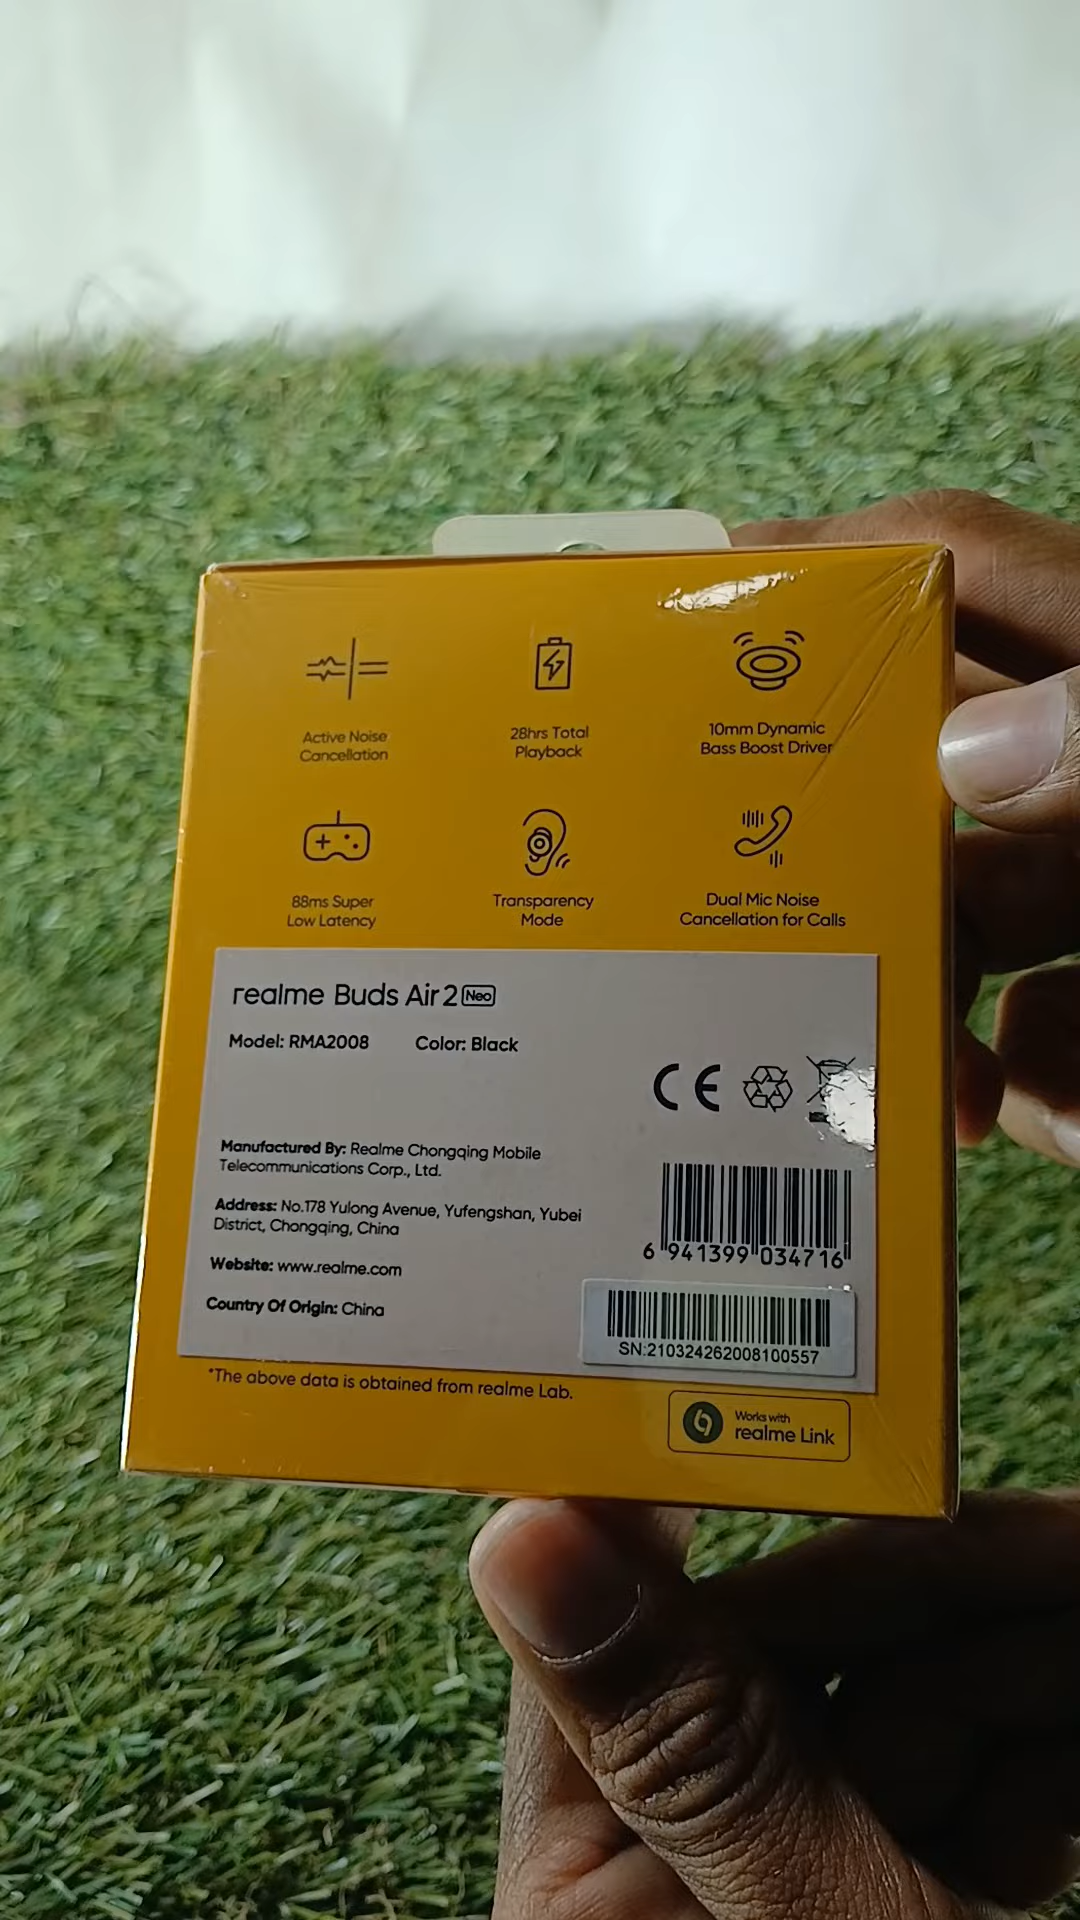 Active Noise
Cancellation
28hrs Total
Playback
10mm Dynamic
Bass Boost Driver
88ms Super
Low Latency
Transparency
Mode
Dual Mic Noise
Cancellation for Calls
realme Buds Air 2 Neo
Model: RMA2008 Color: Black
CE
Manufactured By: Realme Chongqing Mobile
Telecommunications Corp., Ltd.
Address: No.178 Yulong Avenue, Yufengshan, Yubei
District, Chongqing, China
Website: www.realme.com
Country Of Origin: China
6 941399 034716
SN:210324262008100557
*The above data is obtained from realme Lab.
Works with
realme Link